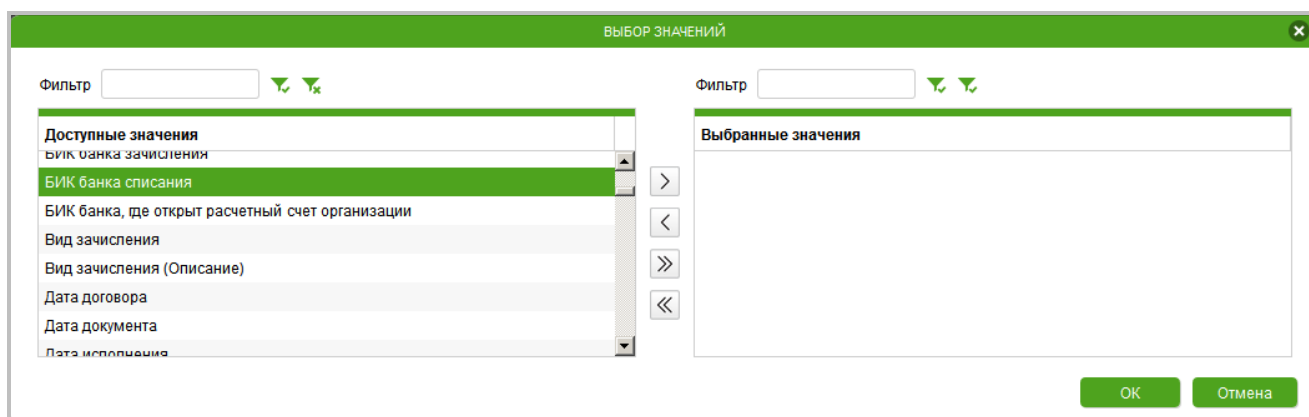 ВЫБОР ЗНАЧЕНИЙ
Фильтр
Фильтр
Доступные значения
Выбранные значения
БИК банка зачисления
БИК банка списания
БИК банка, где открыт расчетный счет организации
Вид зачисления
Вид зачисления (Описание)
Дата договора
Дата документа
Дата исполнения
ОК
Отмена